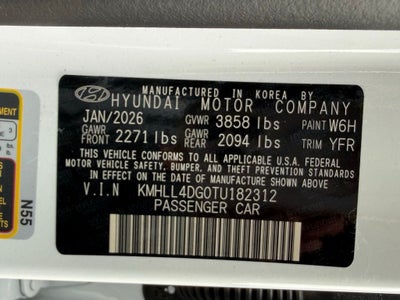 MANUFACTURED IN KOREA BY
HYUNDAI MOTOR COMPANY
JAN/2026 GVWR 3858 lbs PAINT W6H
GAWR FRONT 2271 lbs GAWR REAR 2094 lbs TRIM YFR
THIS VEHICLE CONFORMS TO ALL APPLICABLE U.S.A FEDERAL
MOTOR VEHICLE SAFETY, BUMPER, AND THEFT PREVENTION STANDARDS
IN EFFECT ON THE DATE OF MANUFACTURE SHOWN ABOVE.
V.I.N KMHLL4DG0TU182312
PASSENGER CAR
N55